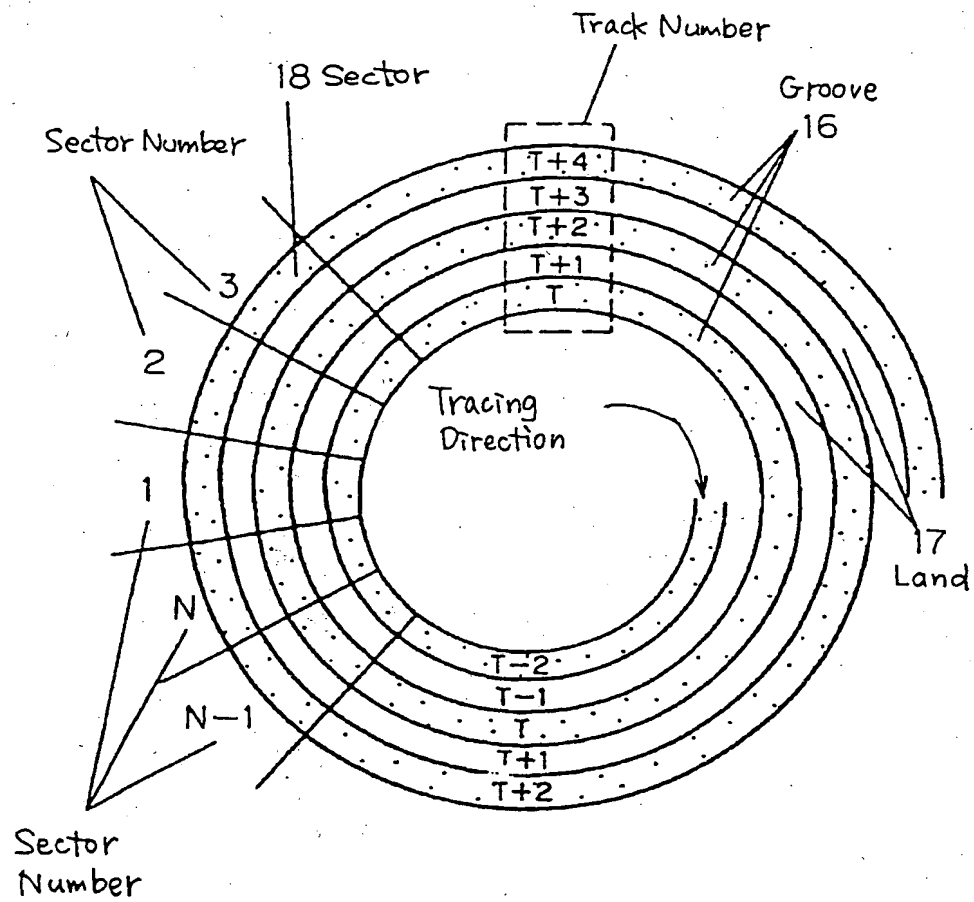 Track Number
18 Sector
Groove
16
Sector Number
T+4
T+3
T+2
T+1
T
3
2
Tracing
Direction
1
17
Land
N
N-1
T-2
T-1
T
T+1
T+2
Sector
Number